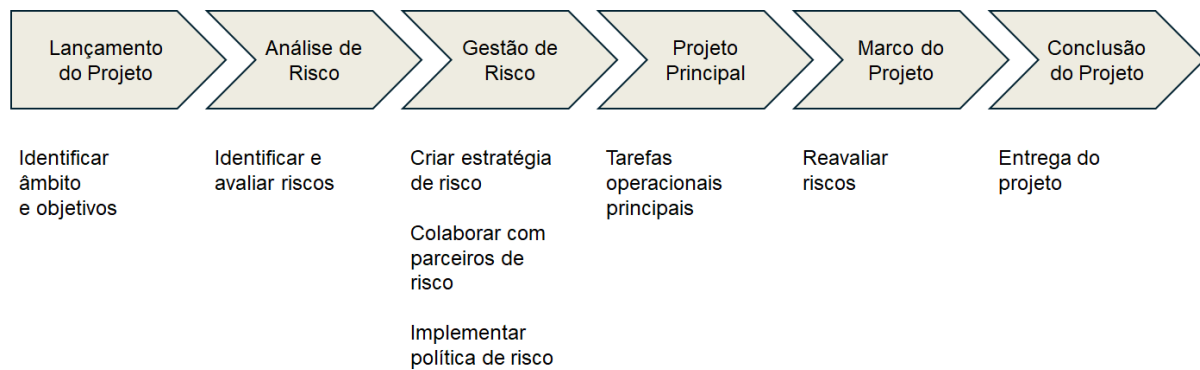 Lançamento
do Projeto
Análise de
Risco
Gestão de
Risco
Projeto
Principal
Marco do
Projeto
Conclusão
do Projeto
Identificar
âmbito
e objetivos
Identificar e
avaliar riscos
Criar estratégia
de risco
Colaborar com
parceiros de
risco
Implementar
política de risco
Tarefas
operacionais
principais
Reavaliar
riscos
Entrega do
projeto